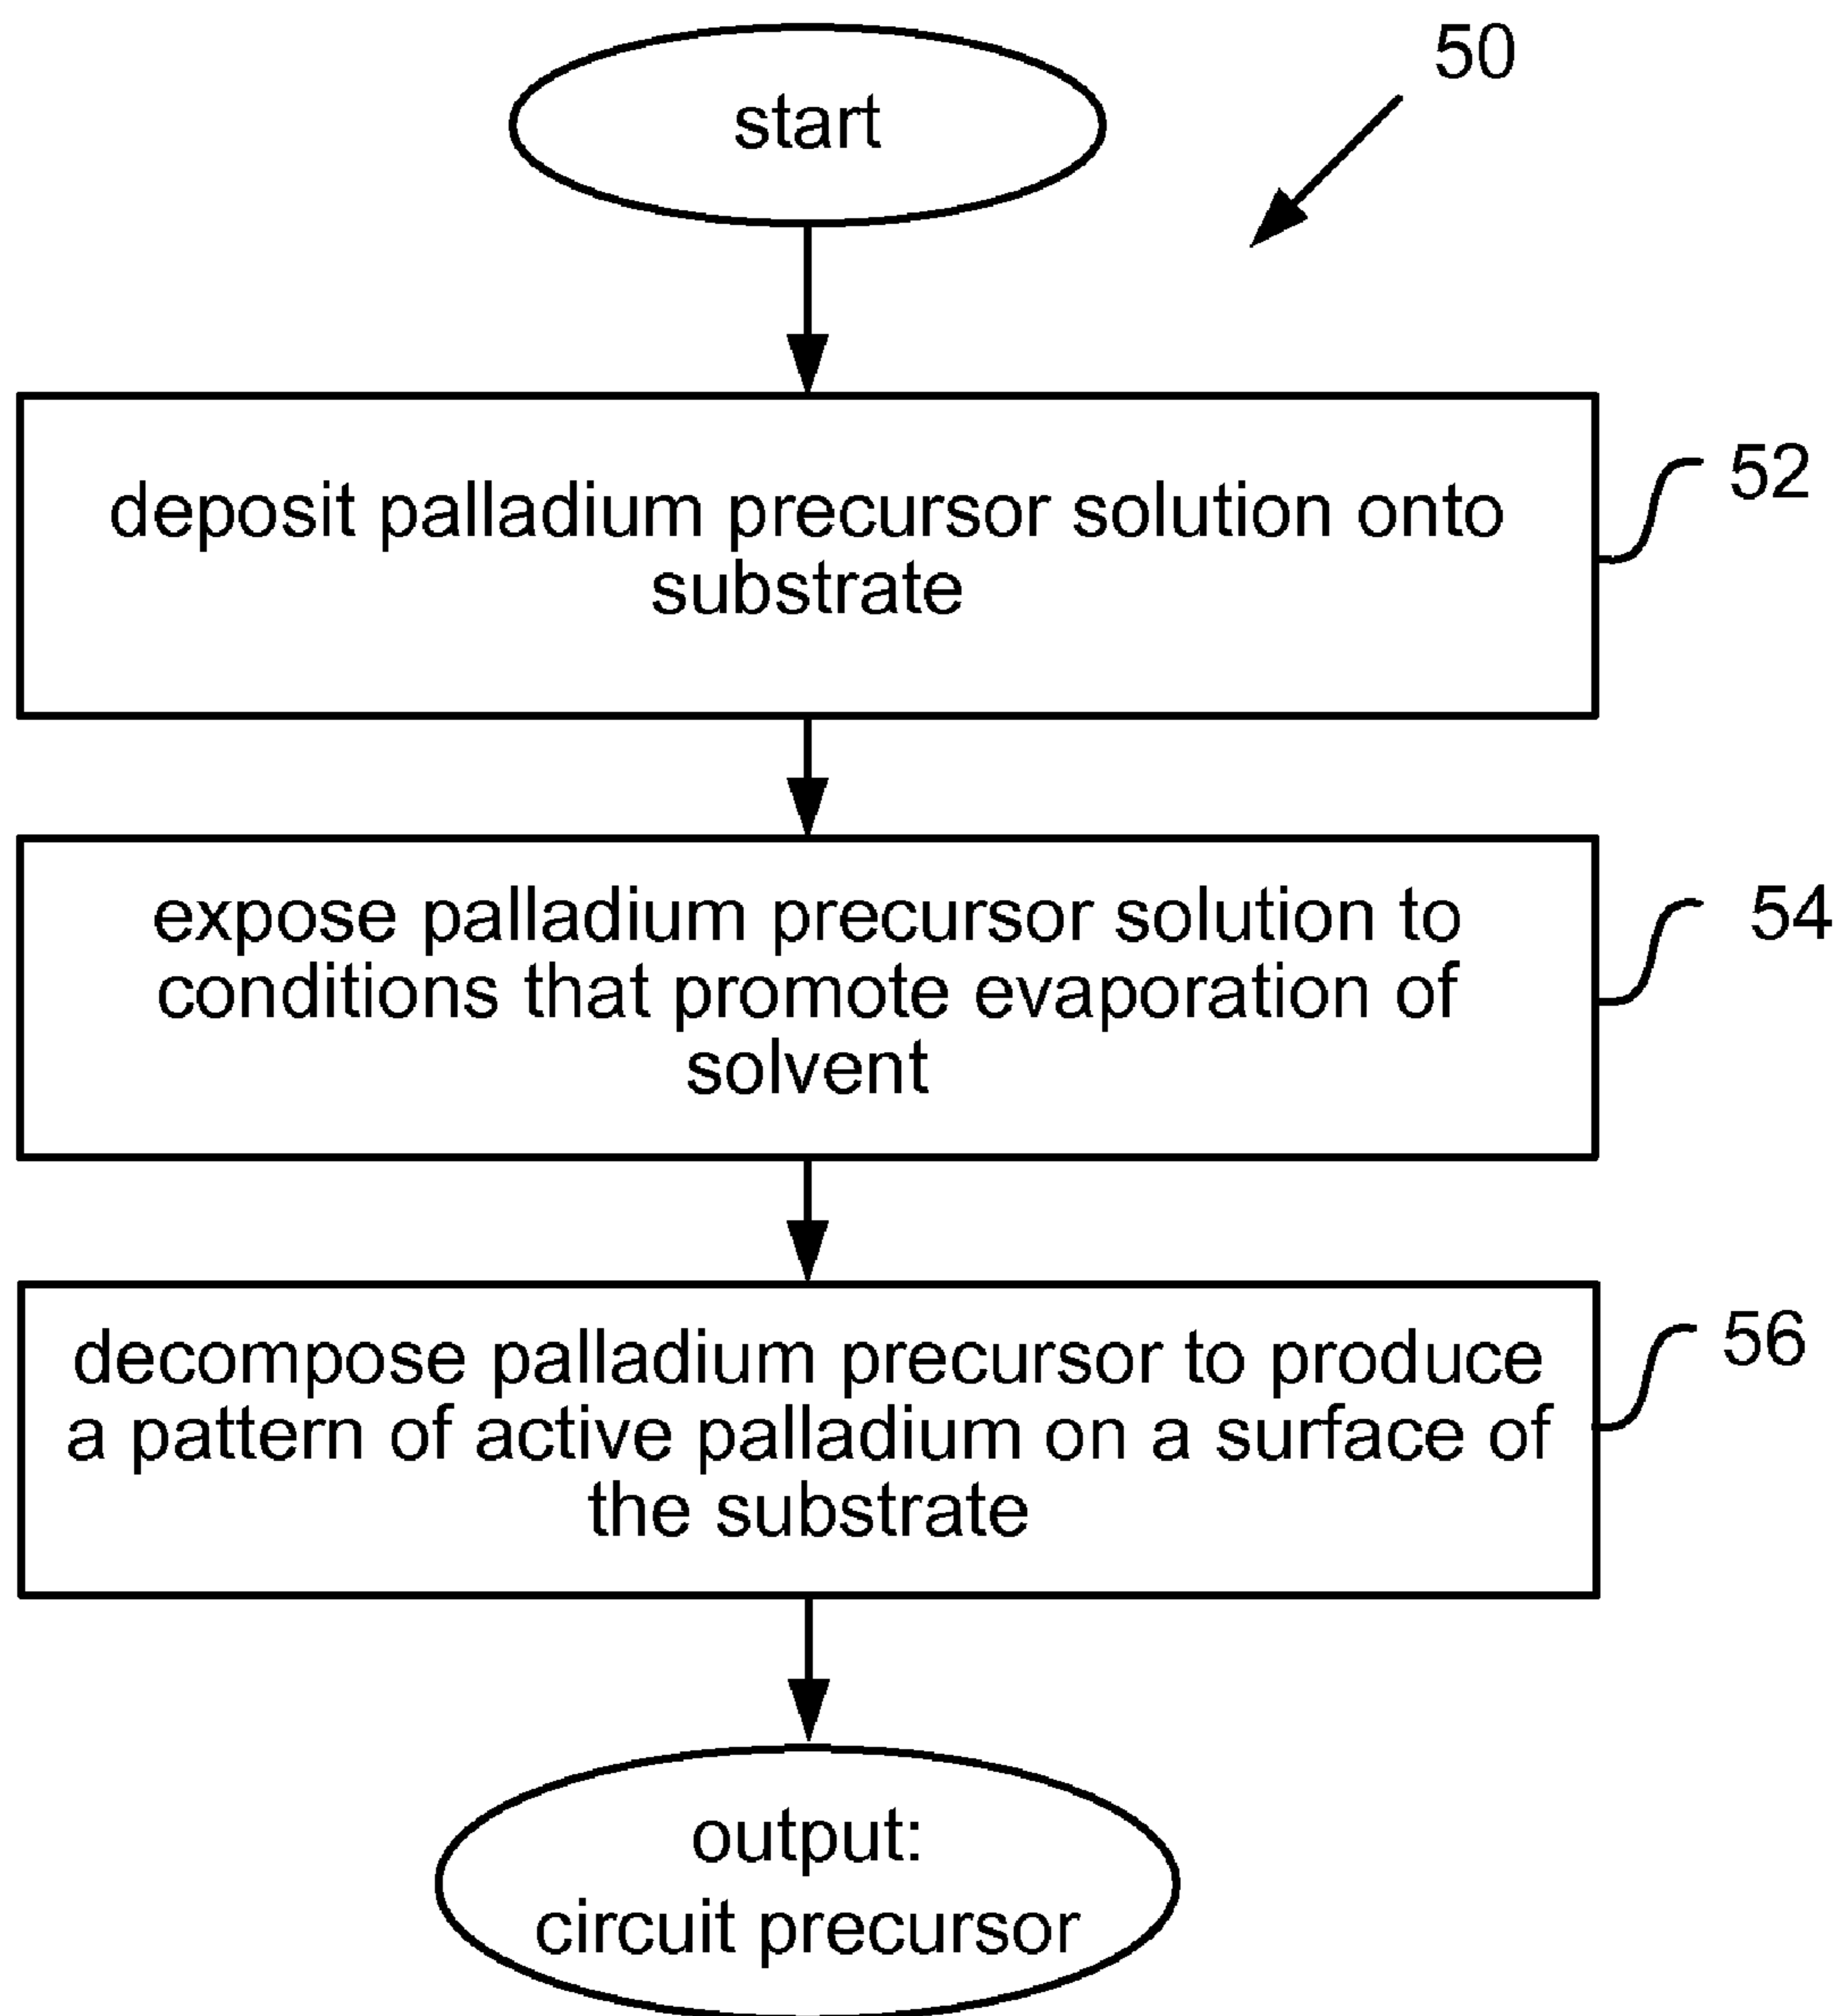 start
50
deposit palladium precursor solution onto
substrate
52
expose palladium precursor solution to
conditions that promote evaporation of
solvent
54
decompose palladium precursor to produce
a pattern of active palladium on a surface of
the substrate
56
output:
circuit precursor